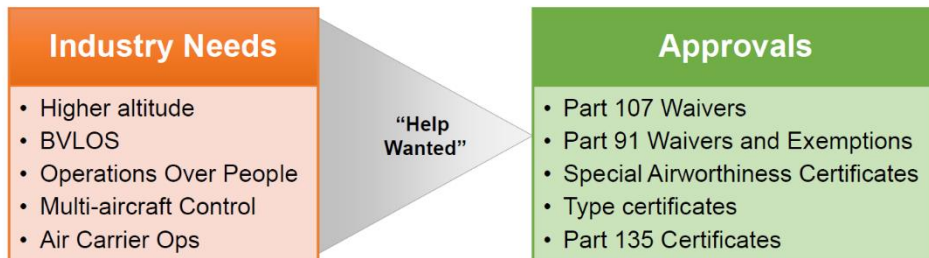 Industry Needs
• Higher altitude
• BVLOS
• Operations Over People
• Multi-aircraft Control
• Air Carrier Ops
“Help
Wanted”
Approvals
• Part 107 Waivers
• Part 91 Waivers and Exemptions
• Special Airworthiness Certificates
• Type certificates
• Part 135 Certificates